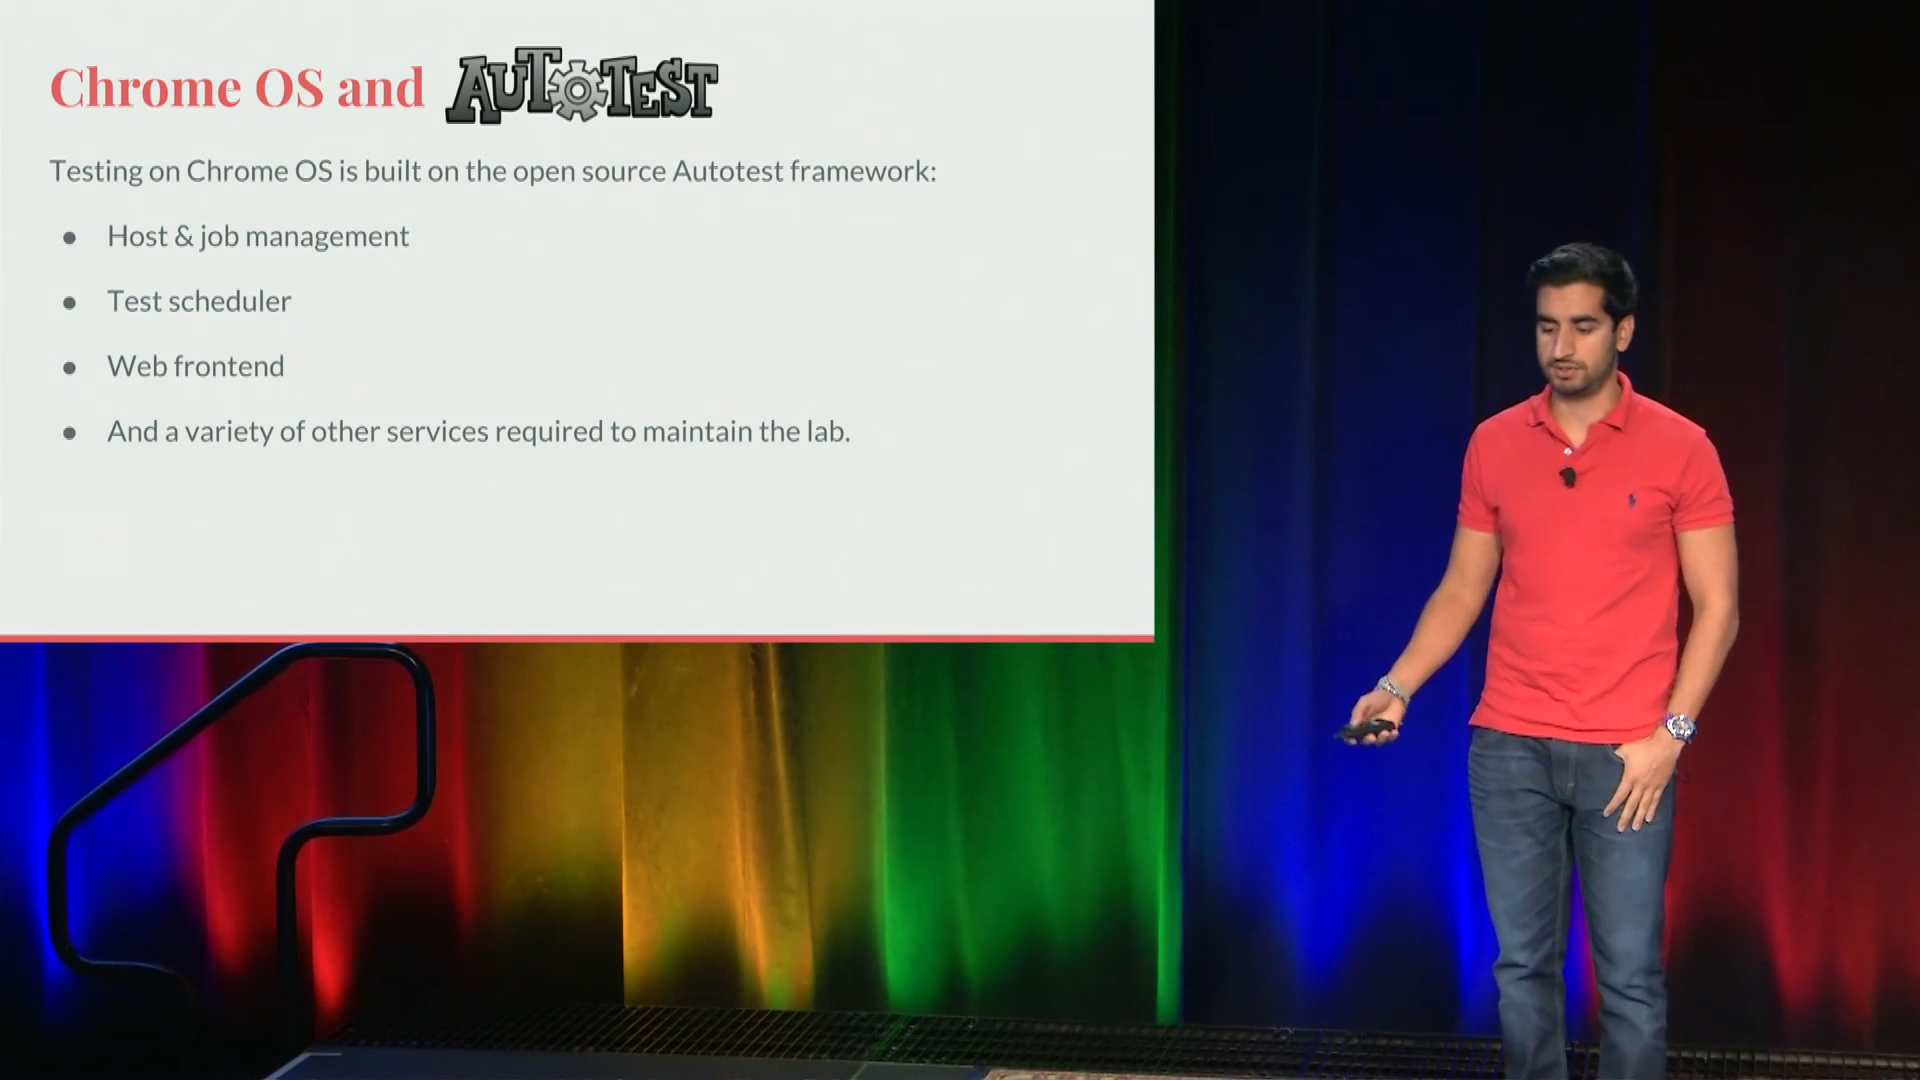 Chrome OS and AUTOTEST
Testing on Chrome OS is built on the open source Autotest framework:
● Host & job management
● Test scheduler
● Web frontend
● And a variety of other services required to maintain the lab.